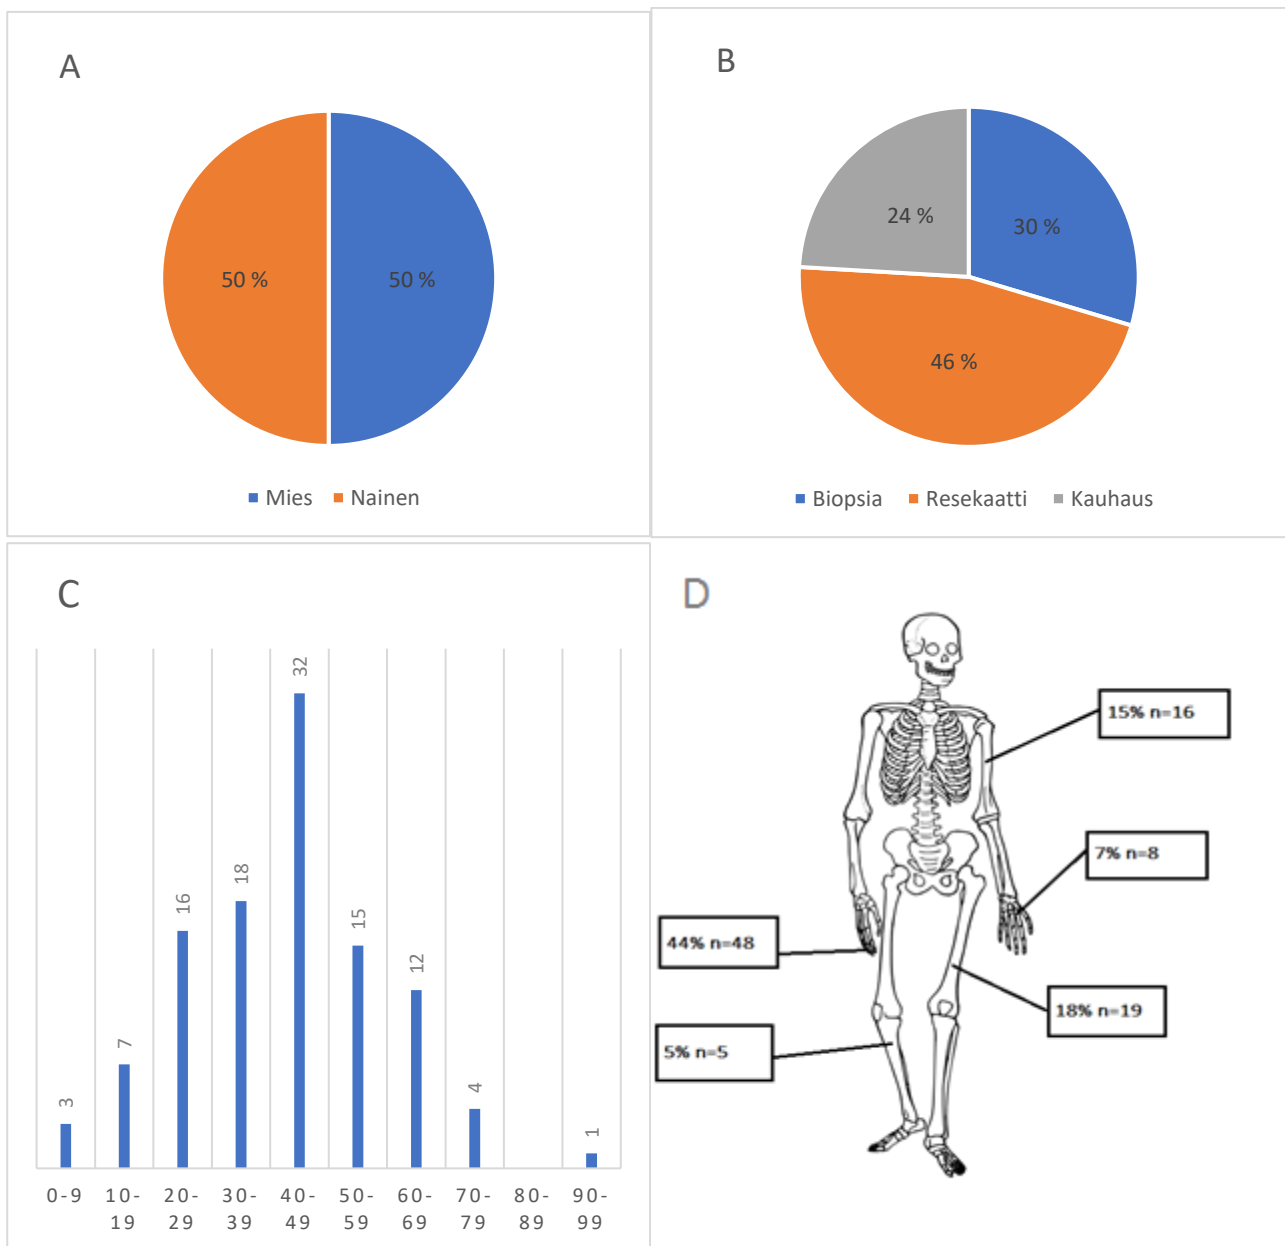 A
50 %
50 %
Mies
Nainen
B
24 %
30 %
46 %
Biopsia
Resekaatti
Kauhaus
C
3
7
16
18
32
15
12
4
1
0-9
10-
19
20-
29
30-
39
40-
49
50-
59
60-
69
70-
79
80-
89
90-
99
D
15% n=16
7% n=8
44% n=48
18% n=19
5% n=5